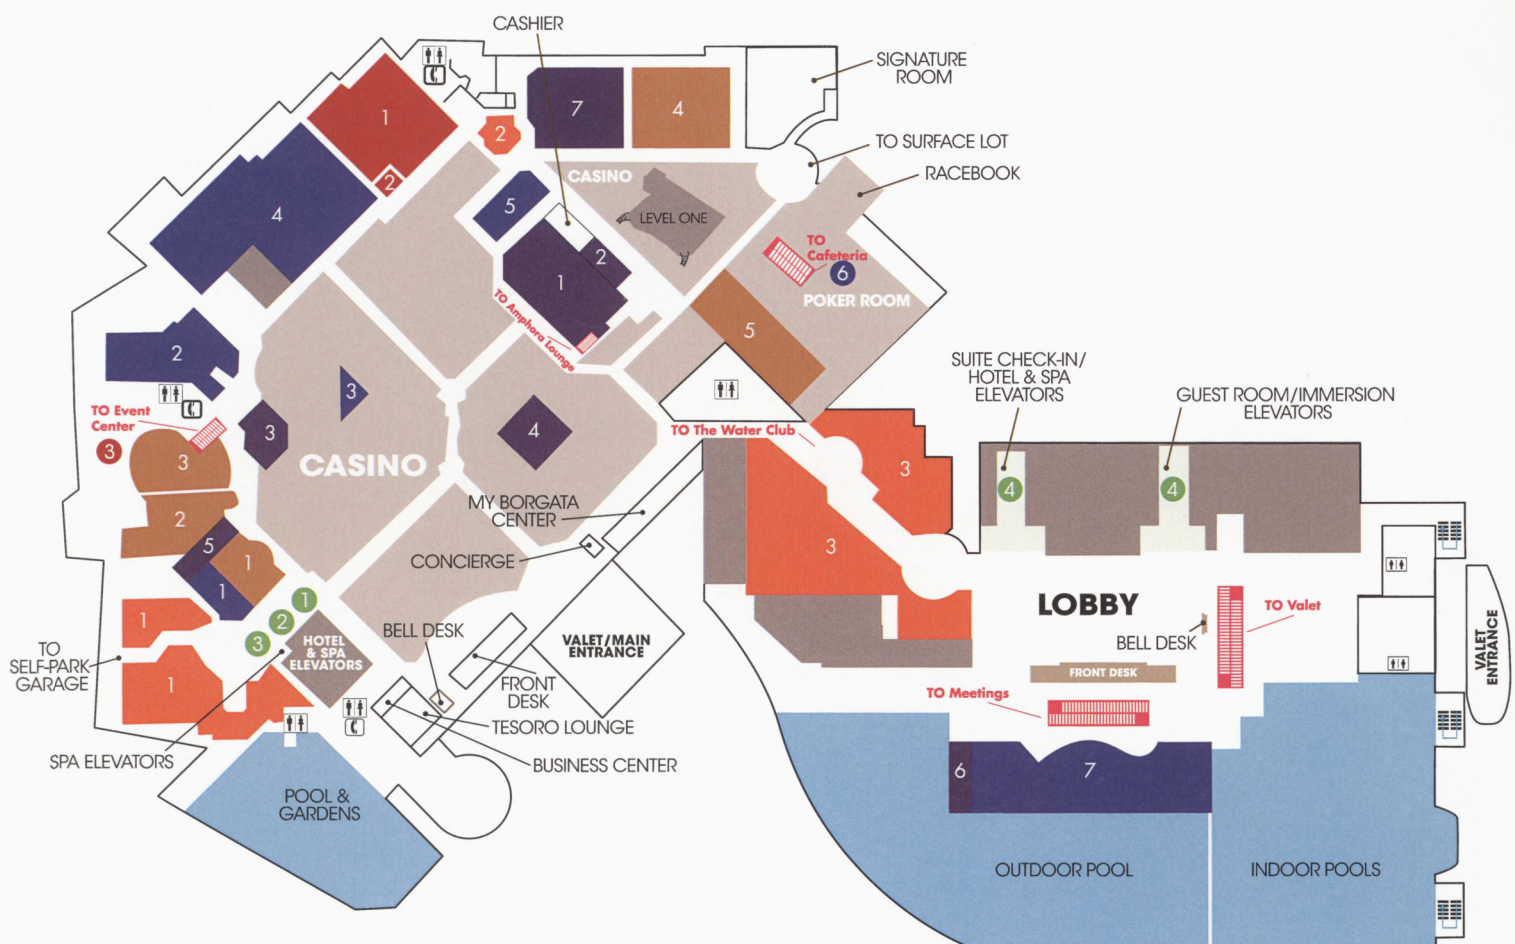 CASHIER
SIGNATURE
ROOM
7
4
1
2
TO SURFACE LOT
2
CASINO
RACEBOOK
5
4
LEVEL ONE
TO
Cafeteria
6
2
1
POKER ROOM
TO Amphora Lounge
5
2
SUITE CHECK-IN/
HOTEL & SPA
ELEVATORS
GUEST ROOM/IMMERSION
ELEVATORS
3
TO Event
Center
3
3
3
4
TO The Water Club
CASINO
3
4
4
MY BORGATA
CENTER
2
5
1
1
CONCIERGE
3
LOBBY
TO Valet
BELL DESK
VALET
ENTRANCE
1
1
2
3
HOTEL
& SPA
ELEVATORS
BELL DESK
VALET/MAIN
ENTRANCE
TO
SELF-PARK
GARAGE
1
FRONT
DESK
FRONT DESK
TO Meetings
TESORO LOUNGE
SPA ELEVATORS
BUSINESS CENTER
6
7
POOL &
GARDENS
OUTDOOR POOL
INDOOR POOLS